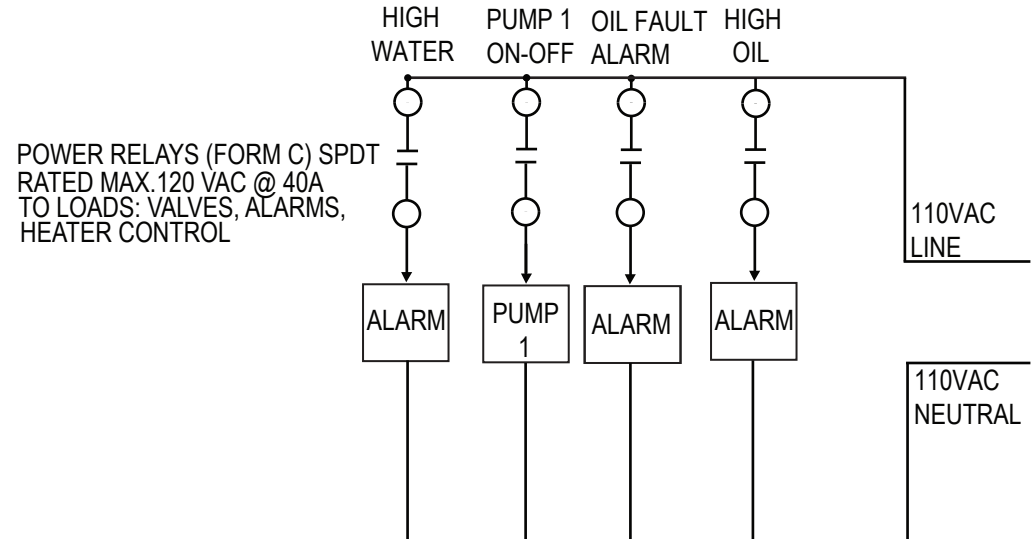 HIGH
WATER
PUMP 1
ON-OFF
OIL FAULT
ALARM
HIGH
OIL
POWER RELAYS (FORM C) SPDT
RATED MAX.120 VAC @ 40A
TO LOADS: VALVES, ALARMS,
HEATER CONTROL
110VAC
LINE
ALARM
PUMP
1
ALARM
ALARM
110VAC
NEUTRAL